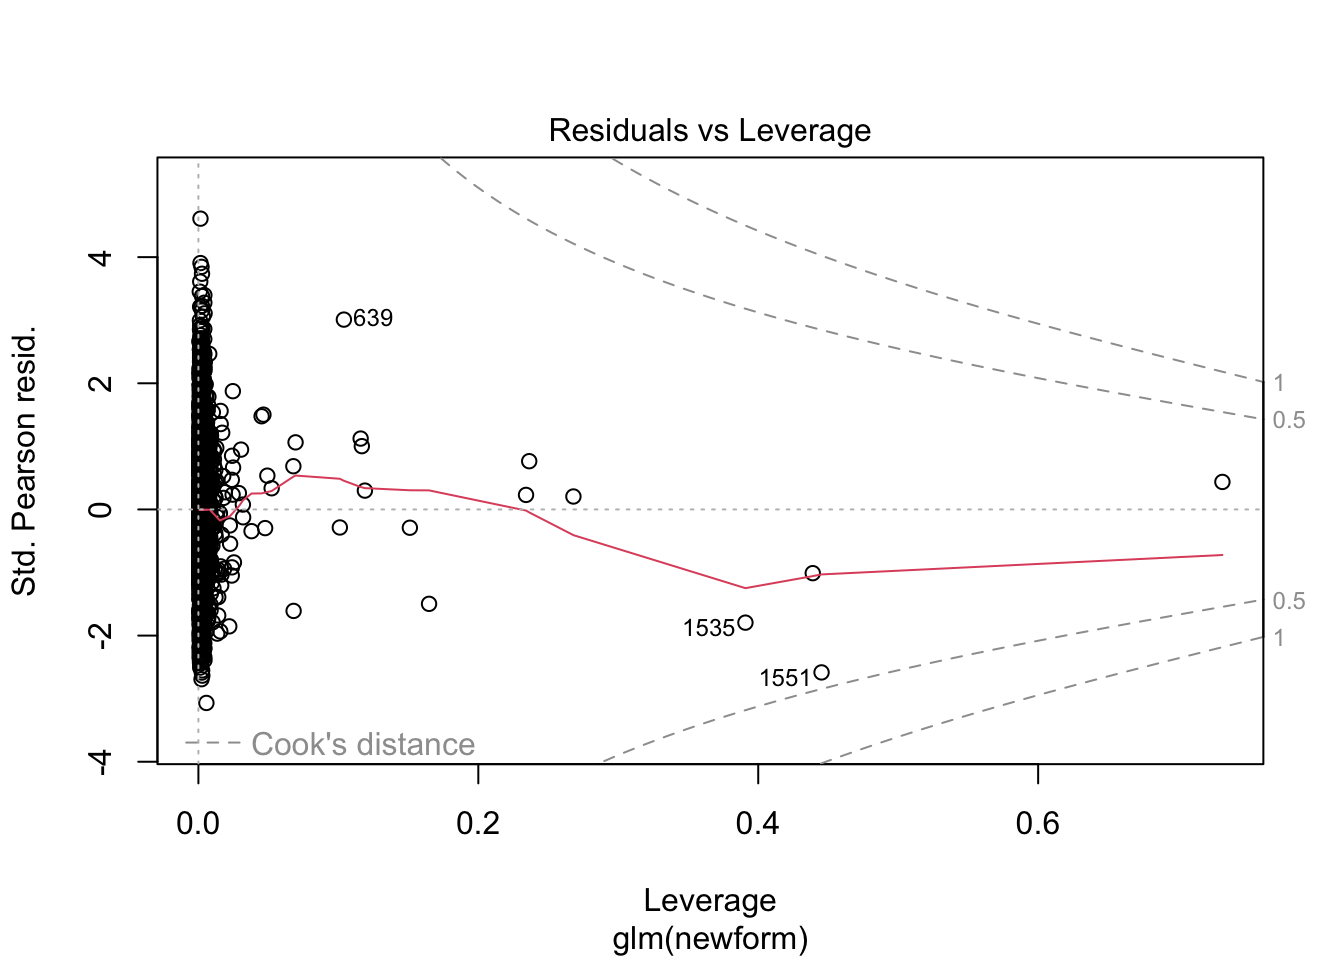 Residuals vs Leverage
Std. Pearson resid.
4
2
0
-2
-4
639
1535
1551
1
0.5
0.5
1
Cook's distance
0.0 0.2 0.4 0.6
Leverage
glm(newform)